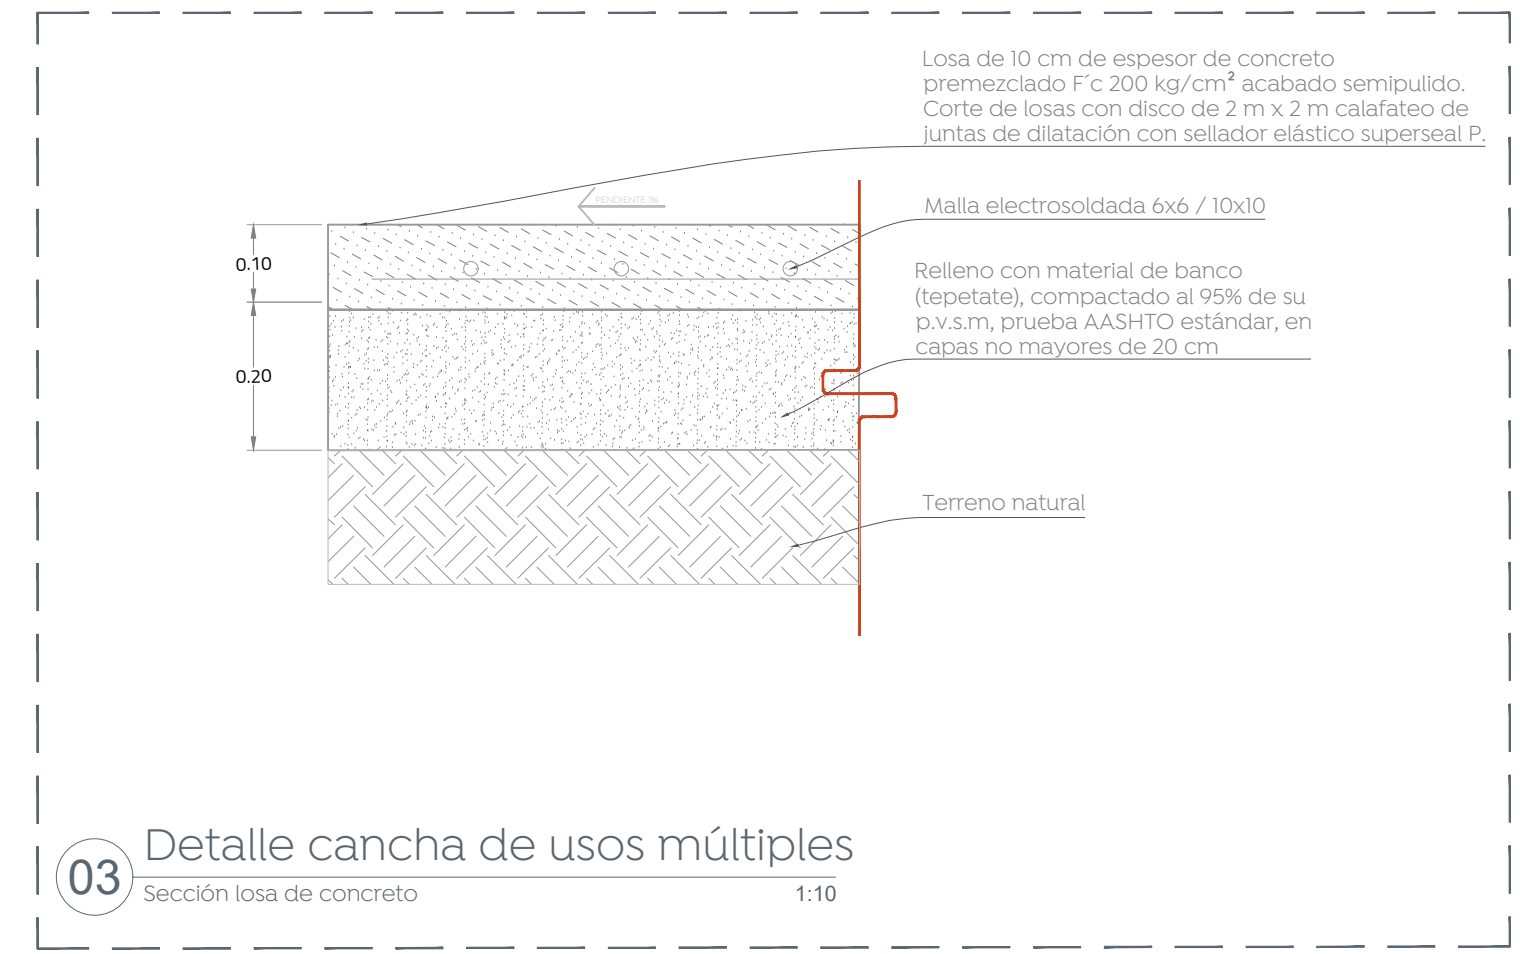 Losa de 10 cm de espesor de concreto
premezclado F´c 200 kg/cm² acabado semipulido.
Corte de losas con disco de 2 m x 2 m calafateo de
juntas de dilatación con sellador elástico superseal P.
PENDIENTE 1%
Malla electrosoldada 6x6 / 10x10
0.10
Relleno con material de banco
(tepetate), compactado al 95% de su
p.v.s.m, prueba AASHTO estándar, en
capas no mayores de 20 cm
0.20
Terreno natural
03
Detalle cancha de usos múltiples
Sección losa de concreto
1:10